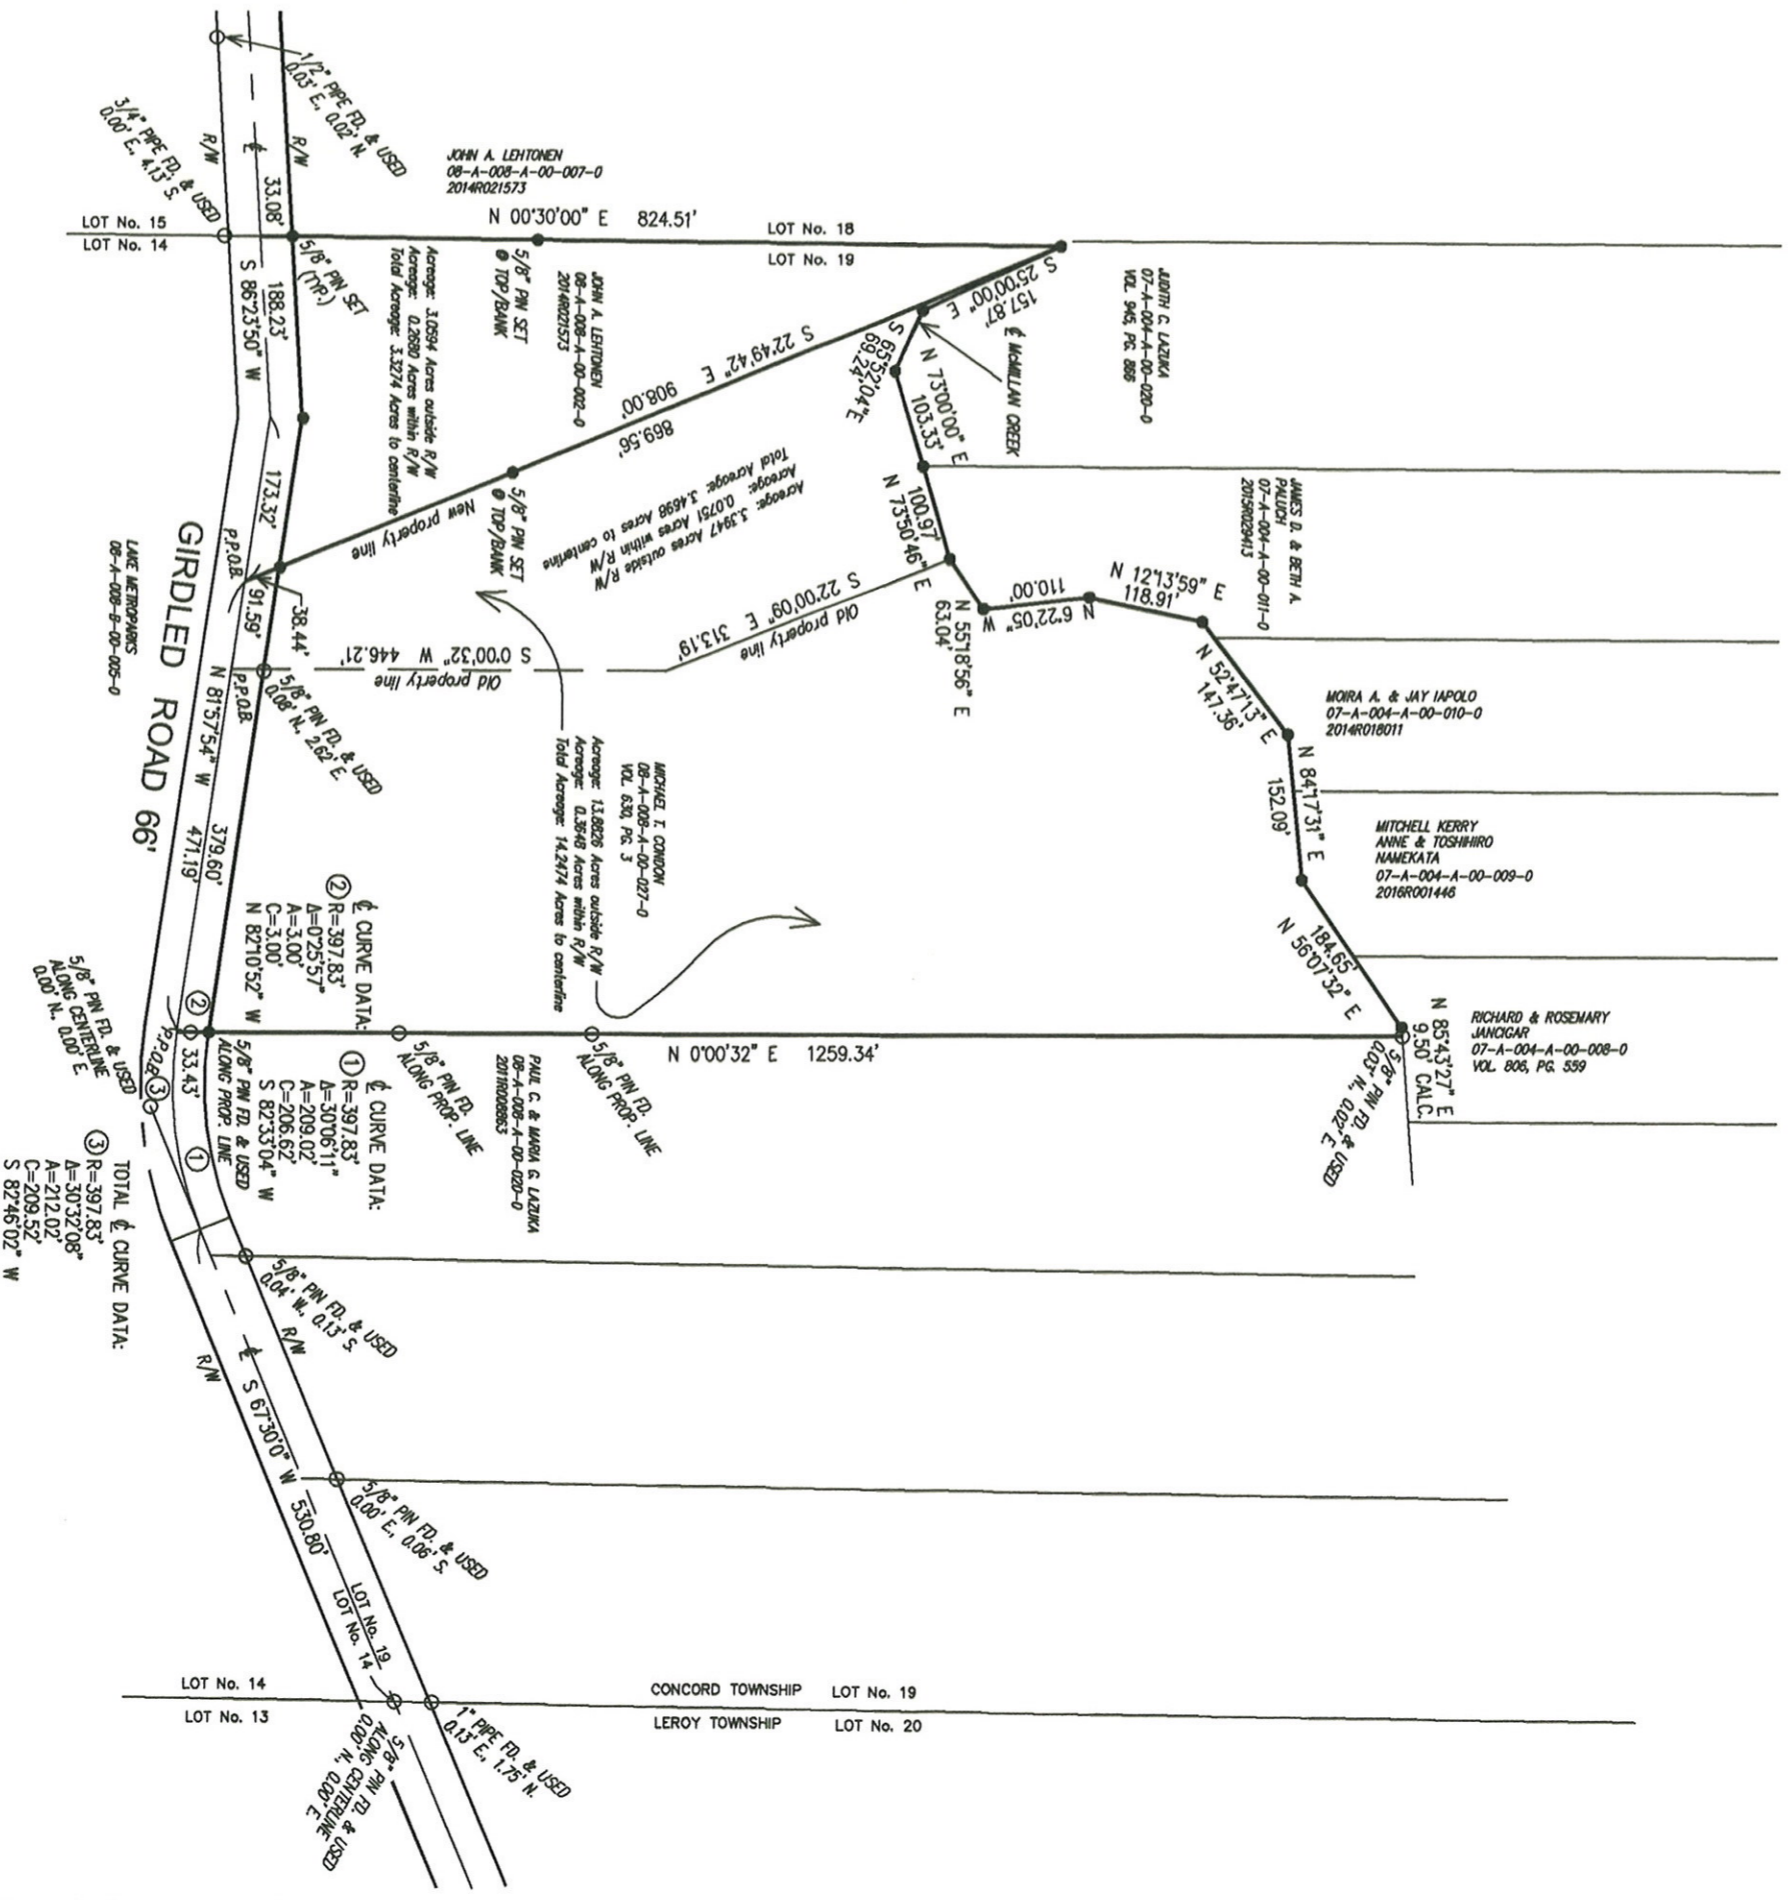 1/2" PIPE FD. & USED
0.03' E., 0.02' N.
3/4" PIPE FD. & USED
0.00' E., 4.13' S.
R/W
℄
R/W
33.08'
JOHN A. LEHTONEN
08-A-008-A-00-007-0
2014R021573
N 00°30'00" E 824.51'
LOT No. 15
LOT No. 14
LOT No. 18
LOT No. 19
5/8" PIN SET
(TYP.)
5/8" PIN SET
@ TOP/BANK
JOHN A. LEHTONEN
08-A-008-A-00-002-0
2014R021573
Acreage: 3.0594 Acres outside R/W
Acreage: 0.2680 Acres within R/W
Total Acreage: 3.3274 Acres to centerline
188.23'
S 86°23'50" W
S 25°00'00" E
157.87'
℄ McMILLAN CREEK
JUDITH G. LAZUKA
07-A-004-A-00-020-0
VOL. 945, PG. 866
S 65°52'04"E
69.24'
N 73°00'00" E
103.33'
S 22°49'42" E 908.00'
869.56'
New property line
5/8" PIN SET
@ TOP/BANK
Acreage: 3.3947 Acres outside R/W
Acreage: 0.0751 Acres within R/W
Total Acreage: 3.4698 Acres to centerline
100.97'
N 73°50'46" E
JAMES D. & BETH A.
PALUCH
07-A-004-A-00-011-0
2015R029413
N 12°13'59" E
118.91'
N 6°22'05" W
110.00'
N 55°18'56" E
63.04'
S 22°00'09" E 313.19'
Old property line
S 0°00'32" W 446.21'
Old property line
173.32'
P.P.O.B.
91.59'
38.44'
P.P.O.B.
5/8" PIN FD. & USED
0.08' N., 2.62' E.
LAKE METROPARKS
08-A-008-B-00-005-0
GIRDLED ROAD 66'
N 81°57'54" W 471.19'
379.60'
N 52°47'13" E
147.36'
MOIRA A. & JAY IAPOLO
07-A-004-A-00-010-0
2014R018011
N 84°17'31" E
152.09'
MITCHELL KERRY
ANNE & TOSHIHIRO
NAMEKATA
07-A-004-A-00-009-0
2016R001446
184.65'
N 56°07'32" E
MICHAEL T. CONDON
08-A-008-A-00-027-0
VOL. 630, PG. 3
Acreage: 13.8826 Acres outside R/W
Acreage: 0.3648 Acres within R/W
Total Acreage: 14.2474 Acres to centerline
℄ CURVE DATA:
② R=397.83'
Δ=0°25'57"
A=3.00'
C=3.00'
N 82°10'52" W
②
5/8" PIN FD. & USED
ALONG CENTERLINE
0.00' N., 0.00' E.
P.P.O.B.
③
33.43'
5/8" PIN FD. & USED
ALONG PROP. LINE
5/8" PIN FD.
ALONG PROP. LINE
5/8" PIN FD.
ALONG PROP. LINE
N 0°00'32" E 1259.34'
N 85°43'27" E
9.50' CALC.
5/8" PIN FD. & USED
0.03' N., 0.02' E.
RICHARD & ROSEMARY
JANCIGAR
07-A-004-A-00-008-0
VOL. 806, PG. 559
℄ CURVE DATA:
① R=397.83'
Δ=30°06'11"
A=209.02'
C=206.62'
S 82°33'04" W
①
PAUL C. & MARIA G. LAZUKA
08-A-008-A-00-020-0
2011R008863
TOTAL ℄ CURVE DATA:
③ R=397.83'
Δ=30°32'08"
A=212.02'
C=209.52'
S 82°46'02" W
5/8" PIN FD. & USED
0.04' W., 0.13' S.
R/W
℄
R/W
S 67°30'0" W 530.80'
5/8" PIN FD. & USED
0.00' E., 0.06' S.
LOT No. 19
LOT No. 14
LOT No. 14
LOT No. 13
CONCORD TOWNSHIP LOT No. 19
LEROY TOWNSHIP LOT No. 20
1" PIPE FD. & USED
0.13' E., 1.75' N.
5/8" PIN FD. & USED
ALONG CENTERLINE
0.00' N., 0.00' E.